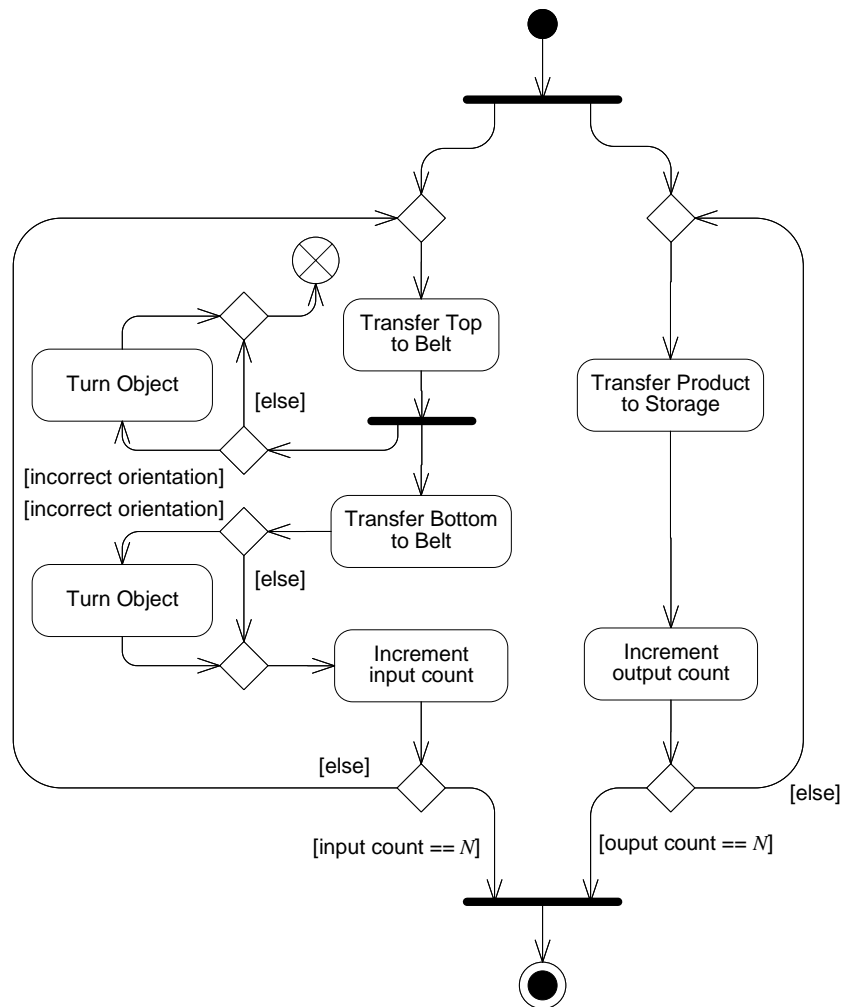 Transfer Top
to Belt
Turn Object
[else]
Transfer Product
to Storage
[incorrect orientation]
[incorrect orientation]
Transfer Bottom
to Belt
[else]
Turn Object
Increment
input count
Increment
output count
[else]
[else]
[input count == N]
[ouput count == N]